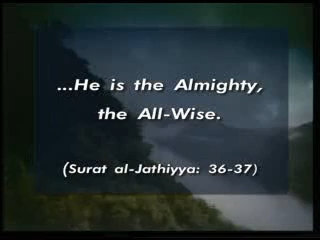 ...He is the Almighty,
the All-Wise.
(Surat al-Jathiyya: 36-37)